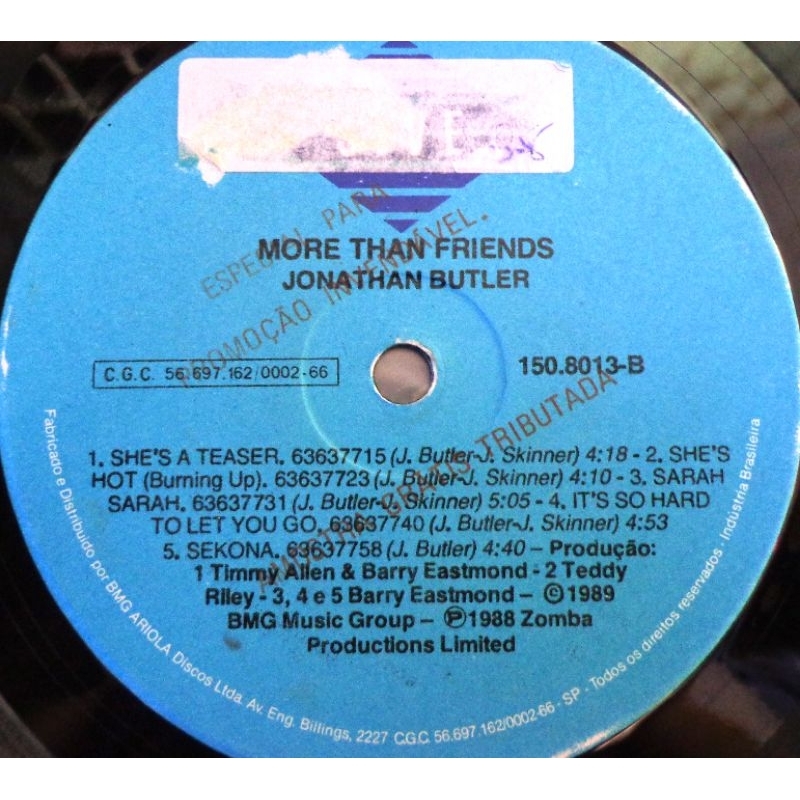 MORE THAN FRIENDS
JONATHAN BUTLER
ESPECIAL PARA
PROMOÇÃO INVENDÁVEL.
AMOSTRA GRATIS TRIBUTADA
C.G.C. 56.697.162/0002-66
150.8013-B
1. SHE'S A TEASER. 63637715 (J. Butler-J. Skinner) 4:18 - 2. SHE'S
HOT (Burning Up). 63637723 (J. Butler-J. Skinner) 4:10 - 3. SARAH
SARAH. 63637731 (J. Butler-J. Skinner) 5:05 - 4. IT'S SO HARD
TO LET YOU GO. 63637740 (J. Butler-J. Skinner) 4:53
5. SEKONA. 63637758 (J. Butler) 4:40 – Produção:
1 Timmy Allen & Barry Eastmond - 2 Teddy
Riley - 3, 4 e 5 Barry Eastmond – ©1989
BMG Music Group – Ⓟ1988 Zomba
Productions Limited
Fabricado e Distribuido por BMG ARIOLA Discos Ltda. Av. Eng. Billings, 2227 C.G.C. 56.697.162/0002-66 - SP - Todos os direitos reservados - Indústria Brasileira